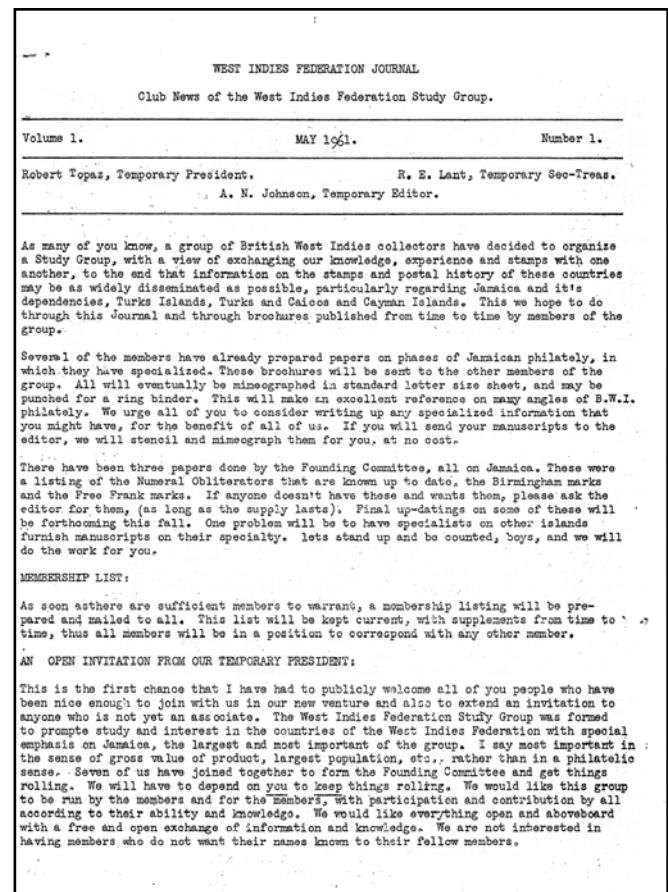 WEST INDIES FEDERATION JOURNAL
Club News of the West Indies Federation Study Group.
Volume 1. MAY 1961. Number 1.
Robert Topaz, Temporary President. R. E. Lant, Temporary Sec-Treas.
A. N. Johnson, Temporary Editor.
As many of you know, a group of British West Indies collectors have decided to organize
a Study Group, with a view of exchanging our knowledge, experience and stamps with one
another, to the end that information on the stamps and postal history of these countries
may be as widely disseminated as possible, particularly regarding Jamaica and it's
dependencies, Turks Islands, Turks and Caicos and Cayman Islands. This we hope to do
through this Journal and through brochures published from time to time by members of the
group.
Several of the members have already prepared papers on phases of Jamaican philately, in
which they have specialized. These brochures will be sent to the other members of the
group. All will eventually be mimeographed in standard letter size sheet, and may be
punched for a ring binder. This will make an excellent reference on many angles of B.W.I.
philately. We urge all of you to consider writing up any specialized information that
you might have, for the benefit of all of us. If you will send your manuscripts to the
editor, we will stencil and mimeograph them for you, at no cost.
There have been three papers done by the Founding Committee, all on Jamaica. These were
a listing of the Numeral Obliterators that are known up to date, the Birmingham marks
and the Free Frank marks. If anyone doesn't have these and wants them, please ask the
editor for them, (as long as the supply lasts). Final up-datings on some of these will
be forthcoming this fall. One problem will be to have specialists on other islands
furnish manuscripts on their specialty. lets stand up and be counted, boys, and we will
do the work for you.
MEMBERSHIP LIST:
As soon asthere are sufficient members to warrant, a membership listing will be pre-
pared and mailed to all. This list will be kept current, with supplements from time to
time, thus all members will be in a position to correspond with any other member.
AN OPEN INVITATION FROM OUR TEMPORARY PRESIDENT:
This is the first chance that I have had to publicly welcome all of you people who have
been nice enough to join with us in our new venture and also to extend an invitation to
anyone who is not yet an associate. The West Indies Federation Study Group was formed
to prompte study and interest in the countries of the West Indies Federation with special
emphasis on Jamaica, the largest and most important of the group. I say most important in
the sense of gross value of product, largest population, etc., rather than in a philatelic
sense. Seven of us have joined together to form the Founding Committee and get things
rolling. We will have to depend on you to keep things rolling. We would like this group
to be run by the members and for the members, with participation and contribution by all
according to their ability and knowledge. We would like everything open and aboveboard
with a free and open exchange of information and knowledge. We are not interested in
having members who do not want their names known to their fellow members.